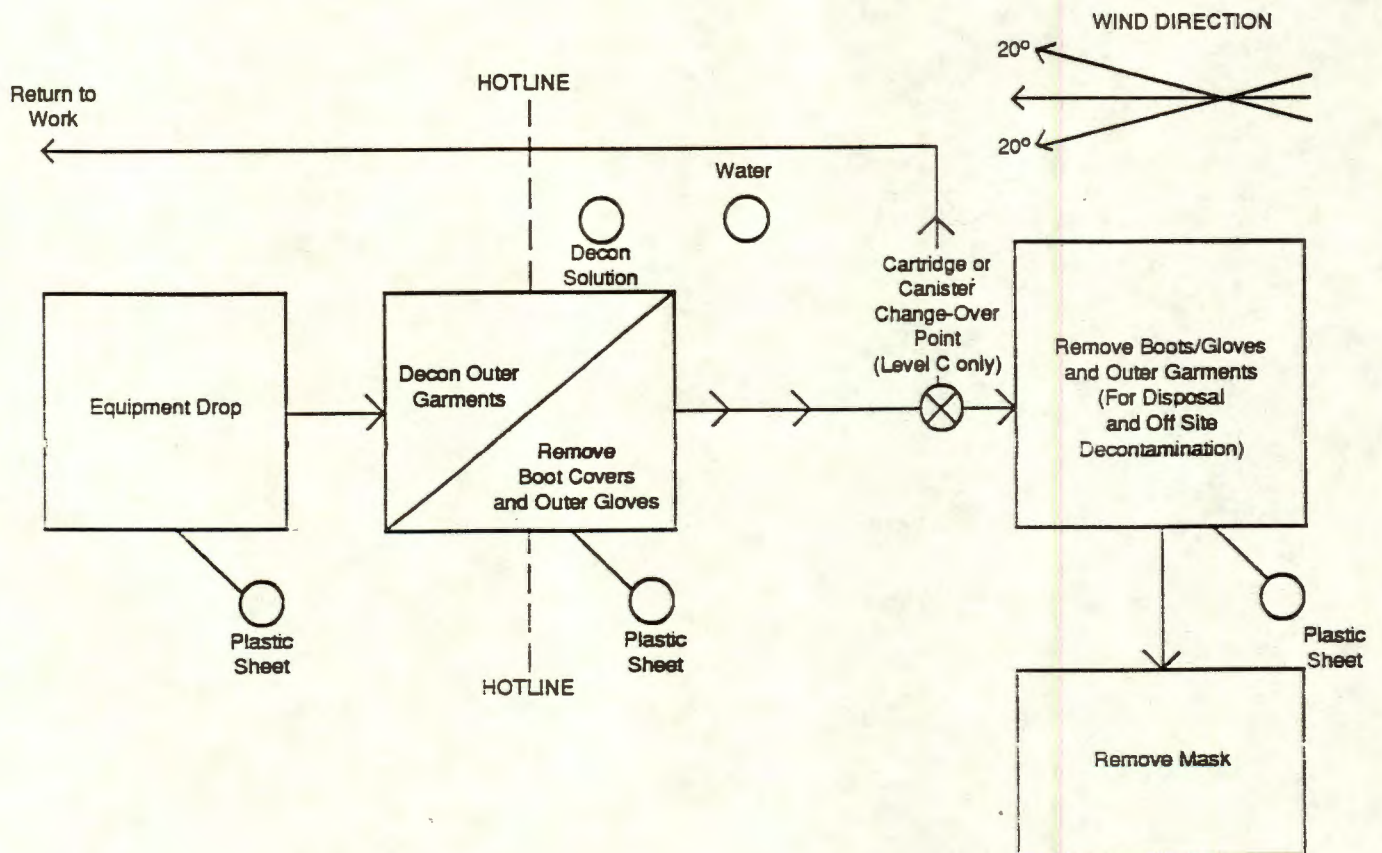 WIND DIRECTION
20º
20º
HOTLINE
Return to
Work
Water
Decon
Solution
Cartridge or
Canister
Change-Over
Point
(Level C only)
Equipment Drop
Decon Outer
Garments
Remove
Boot Covers
and Outer Gloves
Remove Boots/Gloves
and Outer Garments
(For Disposal
and Off Site
Decontamination)
Plastic
Sheet
Plastic
Sheet
Plastic
Sheet
HOTLINE
Remove Mask